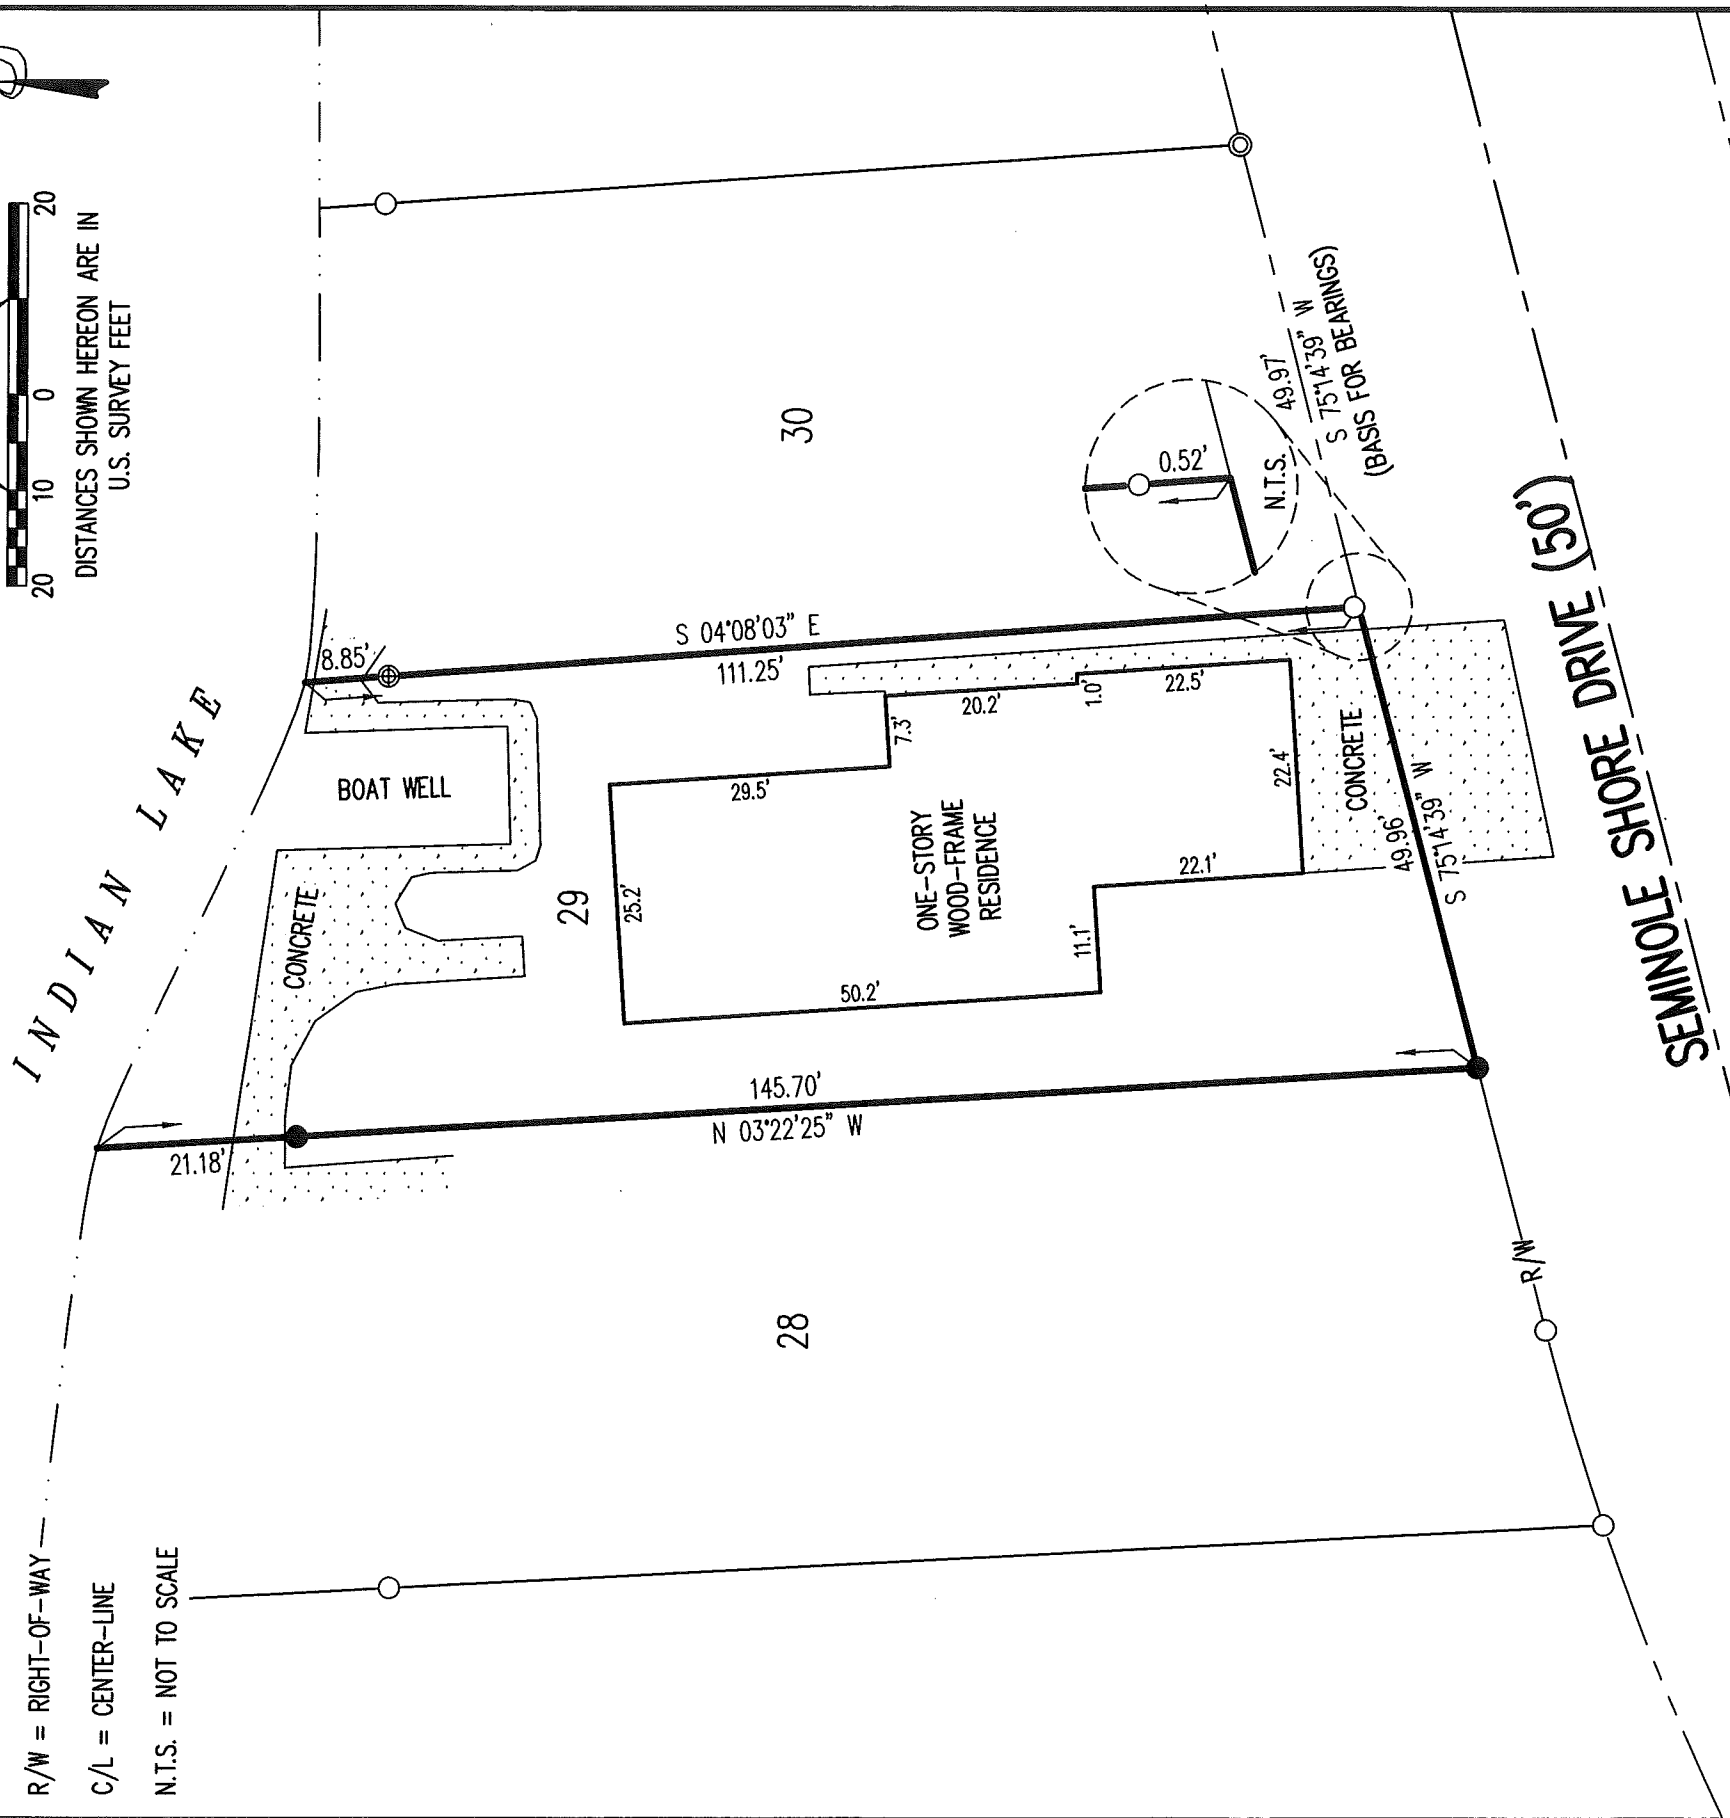 R/W = RIGHT-OF-WAY
C/L = CENTER-LINE
N.T.S. = NOT TO SCALE
20 10 0 20
DISTANCES SHOWN HEREON ARE IN
U.S. SURVEY FEET
INDIAN LAKE
8.85'
S 04°08'03" E
111.25'
BOAT WELL
CONCRETE
29
25.2'
29.5'
7.3'
20.2'
1.0'
22.5'
22.4'
22.1'
11.1'
50.2'
ONE-STORY
WOOD-FRAME
RESIDENCE
CONCRETE
49.96'
S 75°14'39" W
145.70'
N 03°22'25" W
21.18'
28
30
0.52'
N.T.S.
49.97'
S 75°14'39" W
(BASIS FOR BEARINGS)
R/W
SEMINOLE SHORE DRIVE (50')